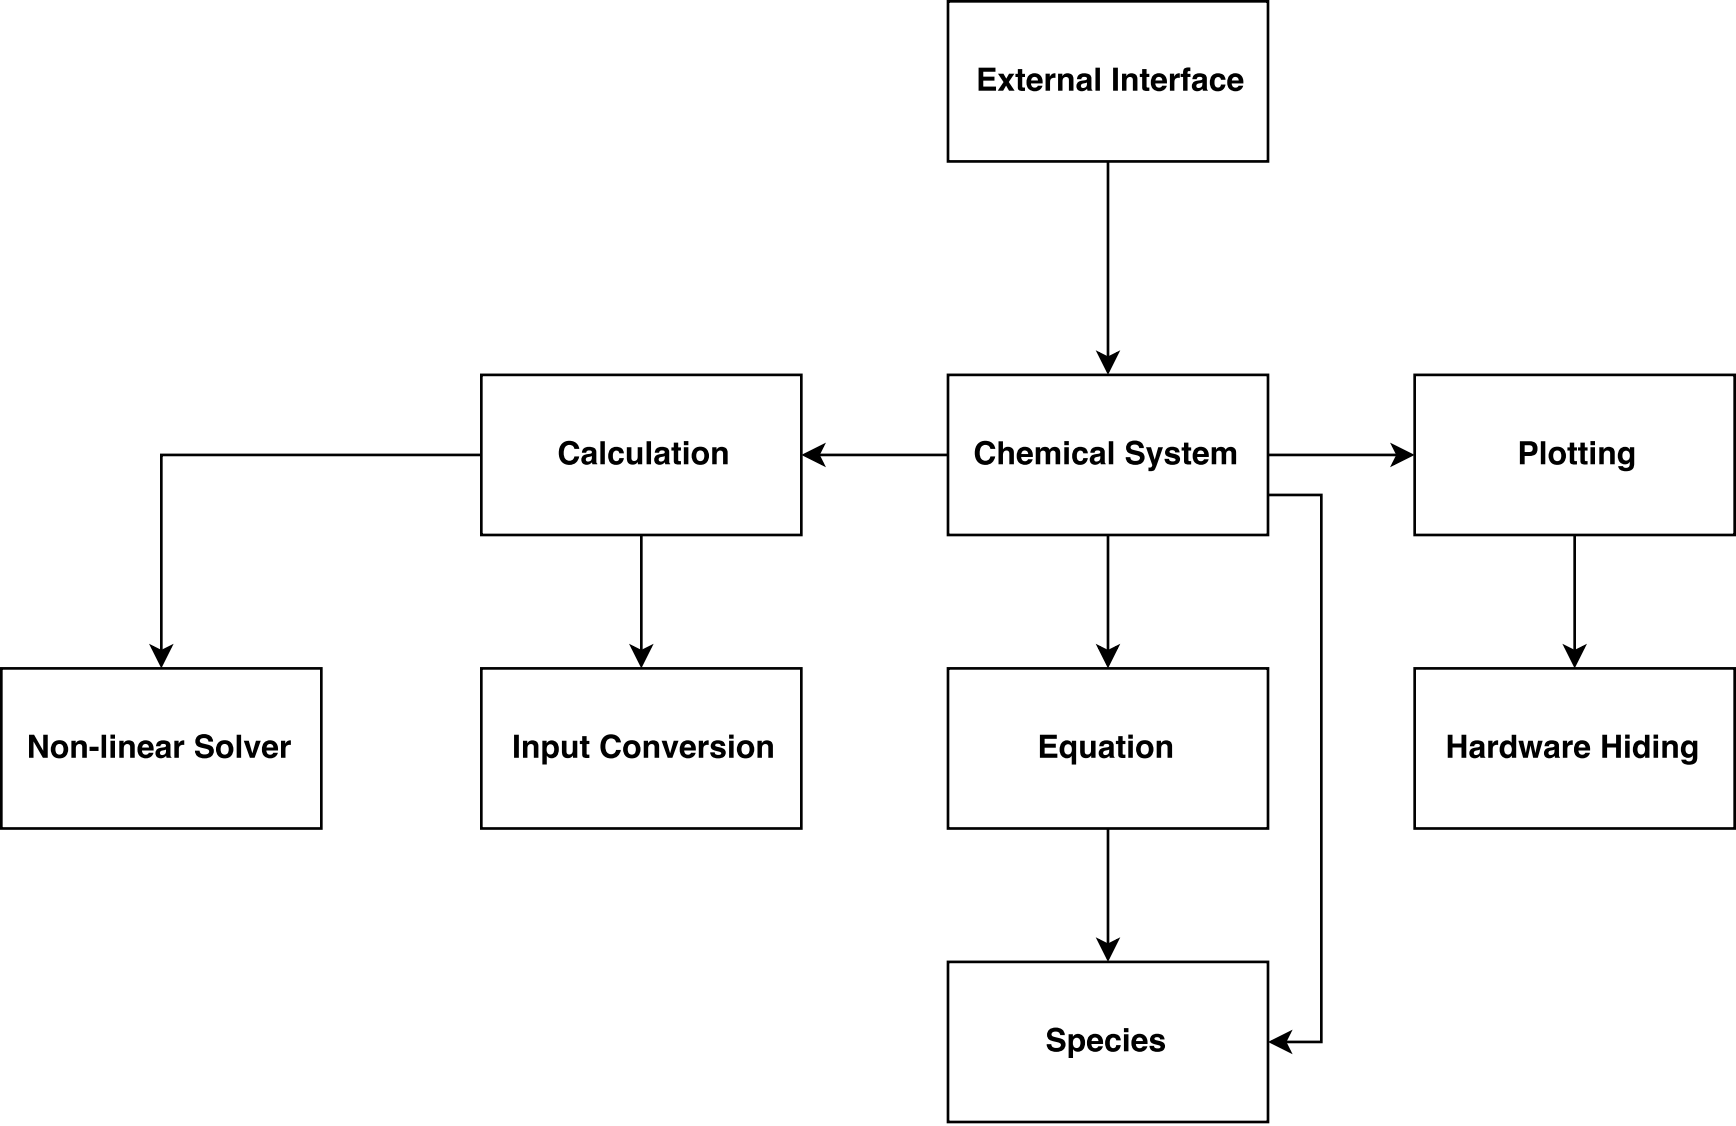 External Interface
Calculation
Chemical System
Plotting
Non-linear Solver
Input Conversion
Equation
Hardware Hiding
Species